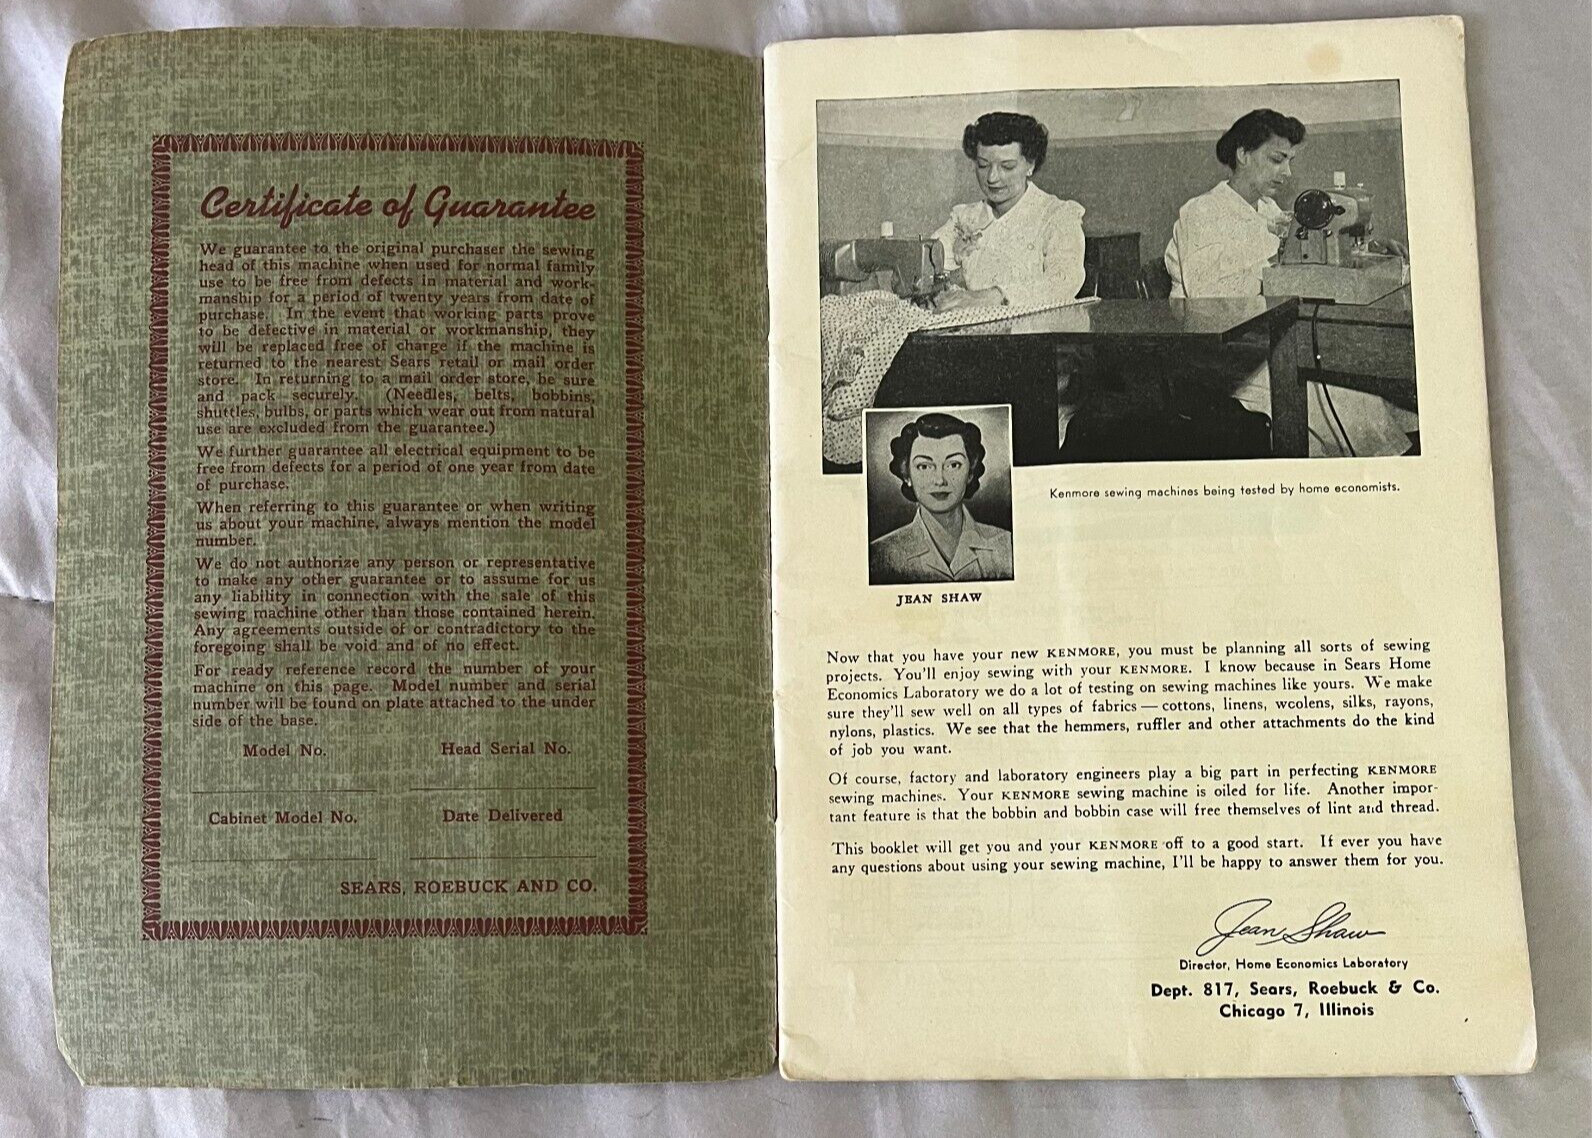 Certificate of Guarantee
We guarantee to the original purchaser the sewing
head of this machine when used for normal family
use to be free from defects in material and work-
manship for a period of twenty years from date of
purchase. In the event that working parts prove
to be defective in material or workmanship, they
will be replaced free of charge if the machine is
returned to the nearest Sears retail or mail order
store. In returning to a mail order store, be sure
and pack securely. (Needles, belts, bobbins,
shuttles, bulbs, or parts which wear out from natural
use are excluded from the guarantee.)
We further guarantee all electrical equipment to be
free from defects for a period of one year from date
of purchase.
When referring to this guarantee or when writing
us about your machine, always mention the model
number.
We do not authorize any person or representative
to make any other guarantee or to assume for us
any liability in connection with the sale of this
sewing machine other than those contained herein.
Any agreements outside of or contradictory to the
foregoing shall be void and of no effect.
For ready reference record the number of your
machine on this page. Model number and serial
number will be found on plate attached to the under
side of the base.
Model No. Head Serial No.
Cabinet Model No. Date Delivered
SEARS, ROEBUCK AND CO.
Kenmore sewing machines being tested by home economists.
JEAN SHAW
Now that you have your new KENMORE, you must be planning all sorts of sewing
projects. You'll enjoy sewing with your KENMORE. I know because in Sears Home
Economics Laboratory we do a lot of testing on sewing machines like yours. We make
sure they'll sew well on all types of fabrics — cottons, linens, woolens, silks, rayons,
nylons, plastics. We see that the hemmers, ruffler and other attachments do the kind
of job you want.
Of course, factory and laboratory engineers play a big part in perfecting KENMORE
sewing machines. Your KENMORE sewing machine is oiled for life. Another impor-
tant feature is that the bobbin and bobbin case will free themselves of lint and thread.
This booklet will get you and your KENMORE off to a good start. If ever you have
any questions about using your sewing machine, I'll be happy to answer them for you.
Jean Shaw
Director, Home Economics Laboratory
Dept. 817, Sears, Roebuck & Co.
Chicago 7, Illinois